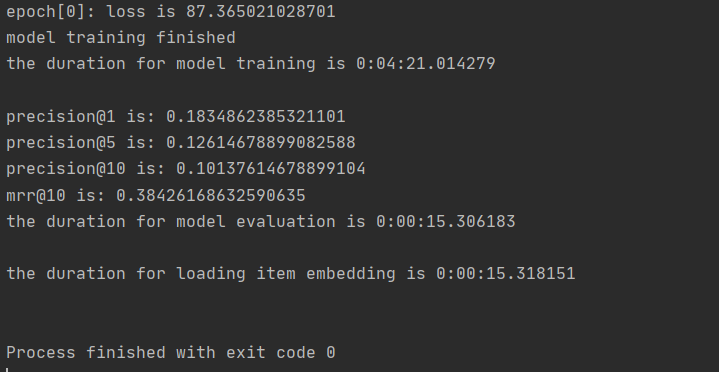 epoch[0]: loss is 87.365021028701
model training finished
the duration for model training is 0:04:21.014279
precision@1 is: 0.1834862385321101
precision@5 is: 0.12614678899082588
precision@10 is: 0.10137614678899104
mrr@10 is: 0.38426168632590635
the duration for model evaluation is 0:00:15.306183
the duration for loading item embedding is 0:00:15.318151
Process finished with exit code 0